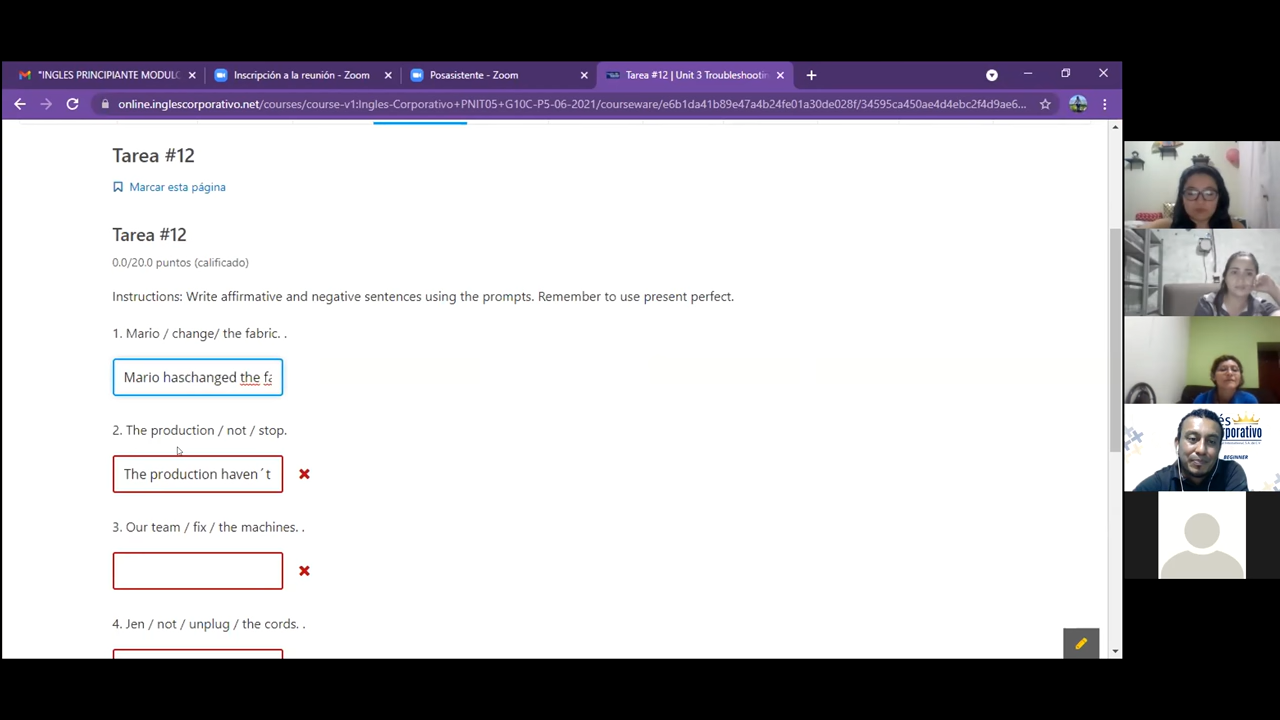 "INGLES PRINCIPIANTE MODULO
Inscripción a la reunión - Zoom
Posasistente - Zoom
Tarea #12 | Unit 3 Troubleshootin
online.inglescorporativo.net/courses/course-v1:Ingles-Corporativo+PNIT05+G10C-P5-06-2021/courseware/e6b1da41b89e47a4b24fe01a30de028f/34595ca450ae4d4ebc2f4d9ae6...
Tarea #12
Marcar esta página
Tarea #12
0.0/20.0 puntos (calificado)
Instructions: Write affirmative and negative sentences using the prompts. Remember to use present perfect.
1. Mario / change/ the fabric. .
Mario haschanged the fa
2. The production / not / stop.
The production haven´t
3. Our team / fix / the machines. .
4. Jen / not / unplug / the cords. .
és
orporativo
BEGINNER